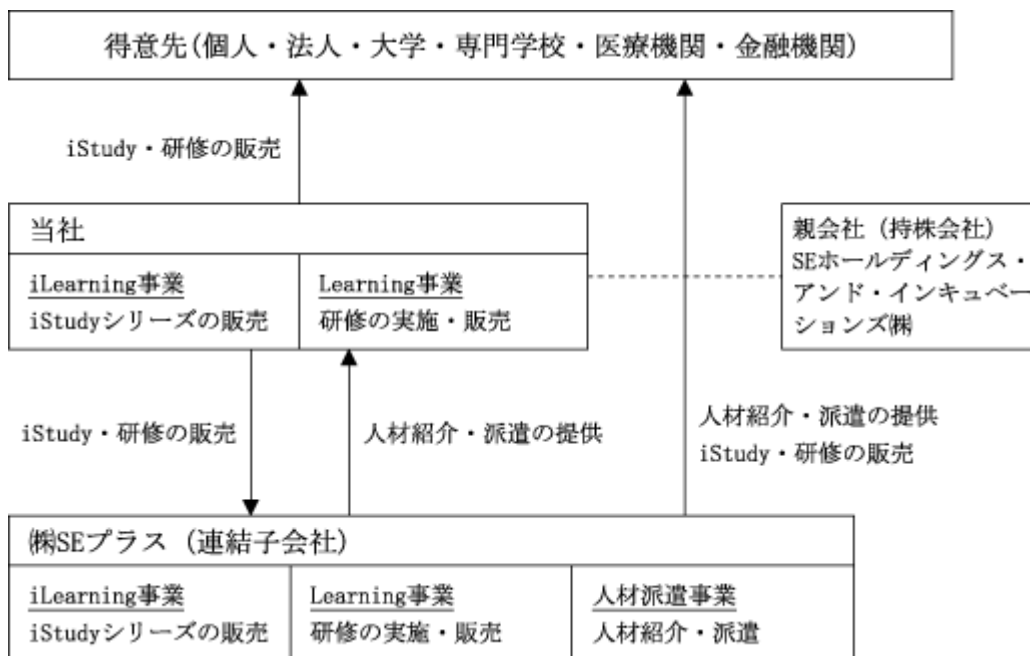 得意先(個人・法人・大学・専門学校・医療機関・金融機関)
iStudy・研修の販売
当社
iLearning事業
iStudyシリーズの販売
Learning事業
研修の実施・販売
親会社（持株会社）
SEホールディングス・
アンド・インキュベー
ションズ㈱
iStudy・研修の販売
人材紹介・派遣の提供
人材紹介・派遣の提供
iStudy・研修の販売
㈱SEプラス（連結子会社）
iLearning事業
iStudyシリーズの販売
Learning事業
研修の実施・販売
人材派遣事業
人材紹介・派遣